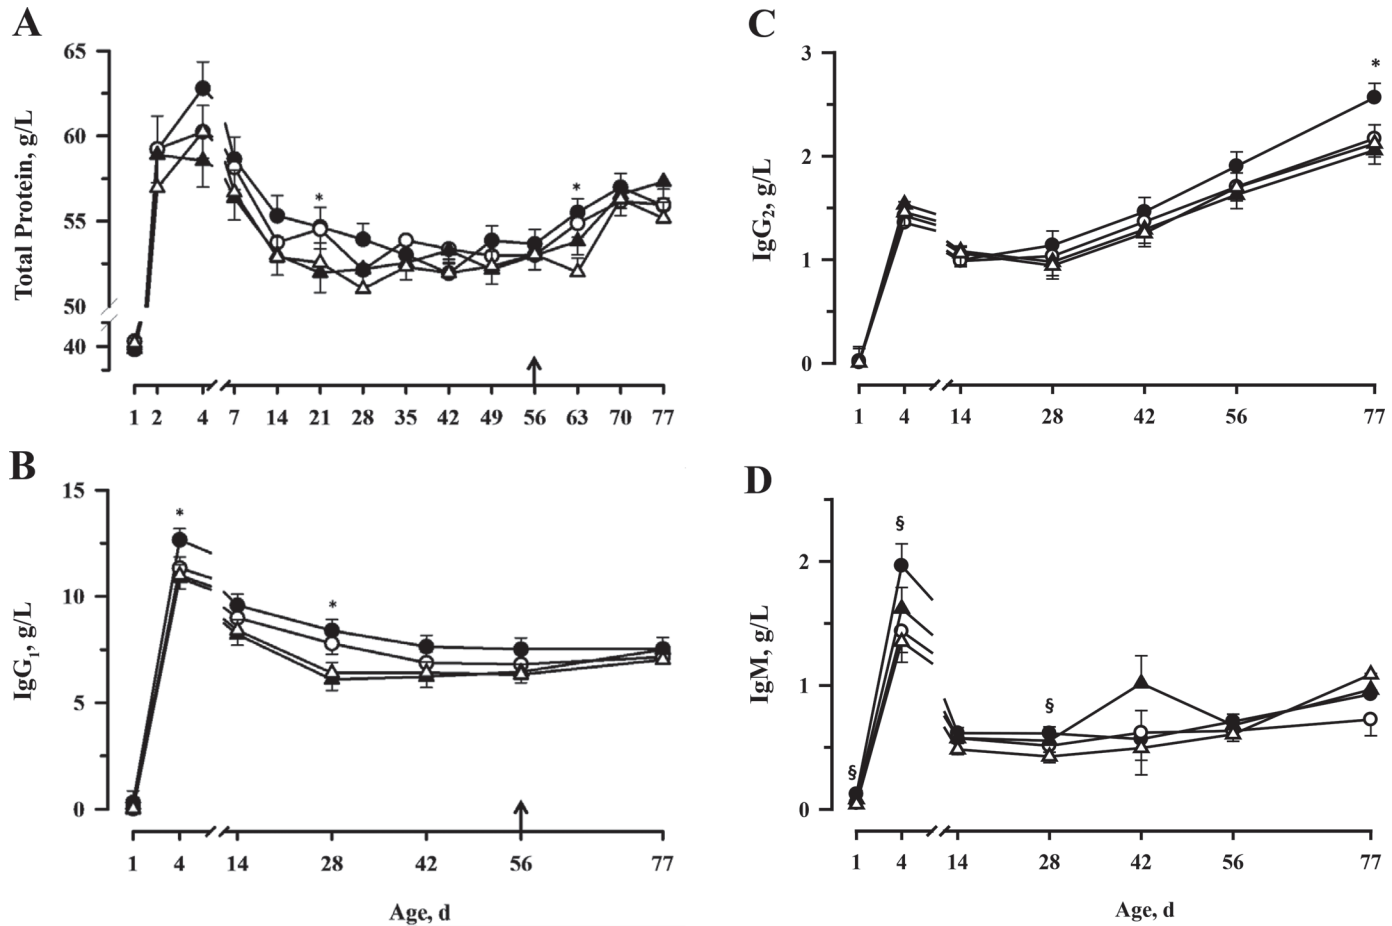 A
Total Protein, g/L
65
60
55
50
40
*
*
1 2 4 7 14 21 28 35 42 49 56 63 70 77
B
IgG1, g/L
15
10
5
0
*
*
1 4 14 28 42 56 77
Age, d
C
IgG2, g/L
3
2
1
0
*
1 4 14 28 42 56 77
D
IgM, g/L
2
1
0
§
§
§
1 4 14 28 42 56 77
Age, d